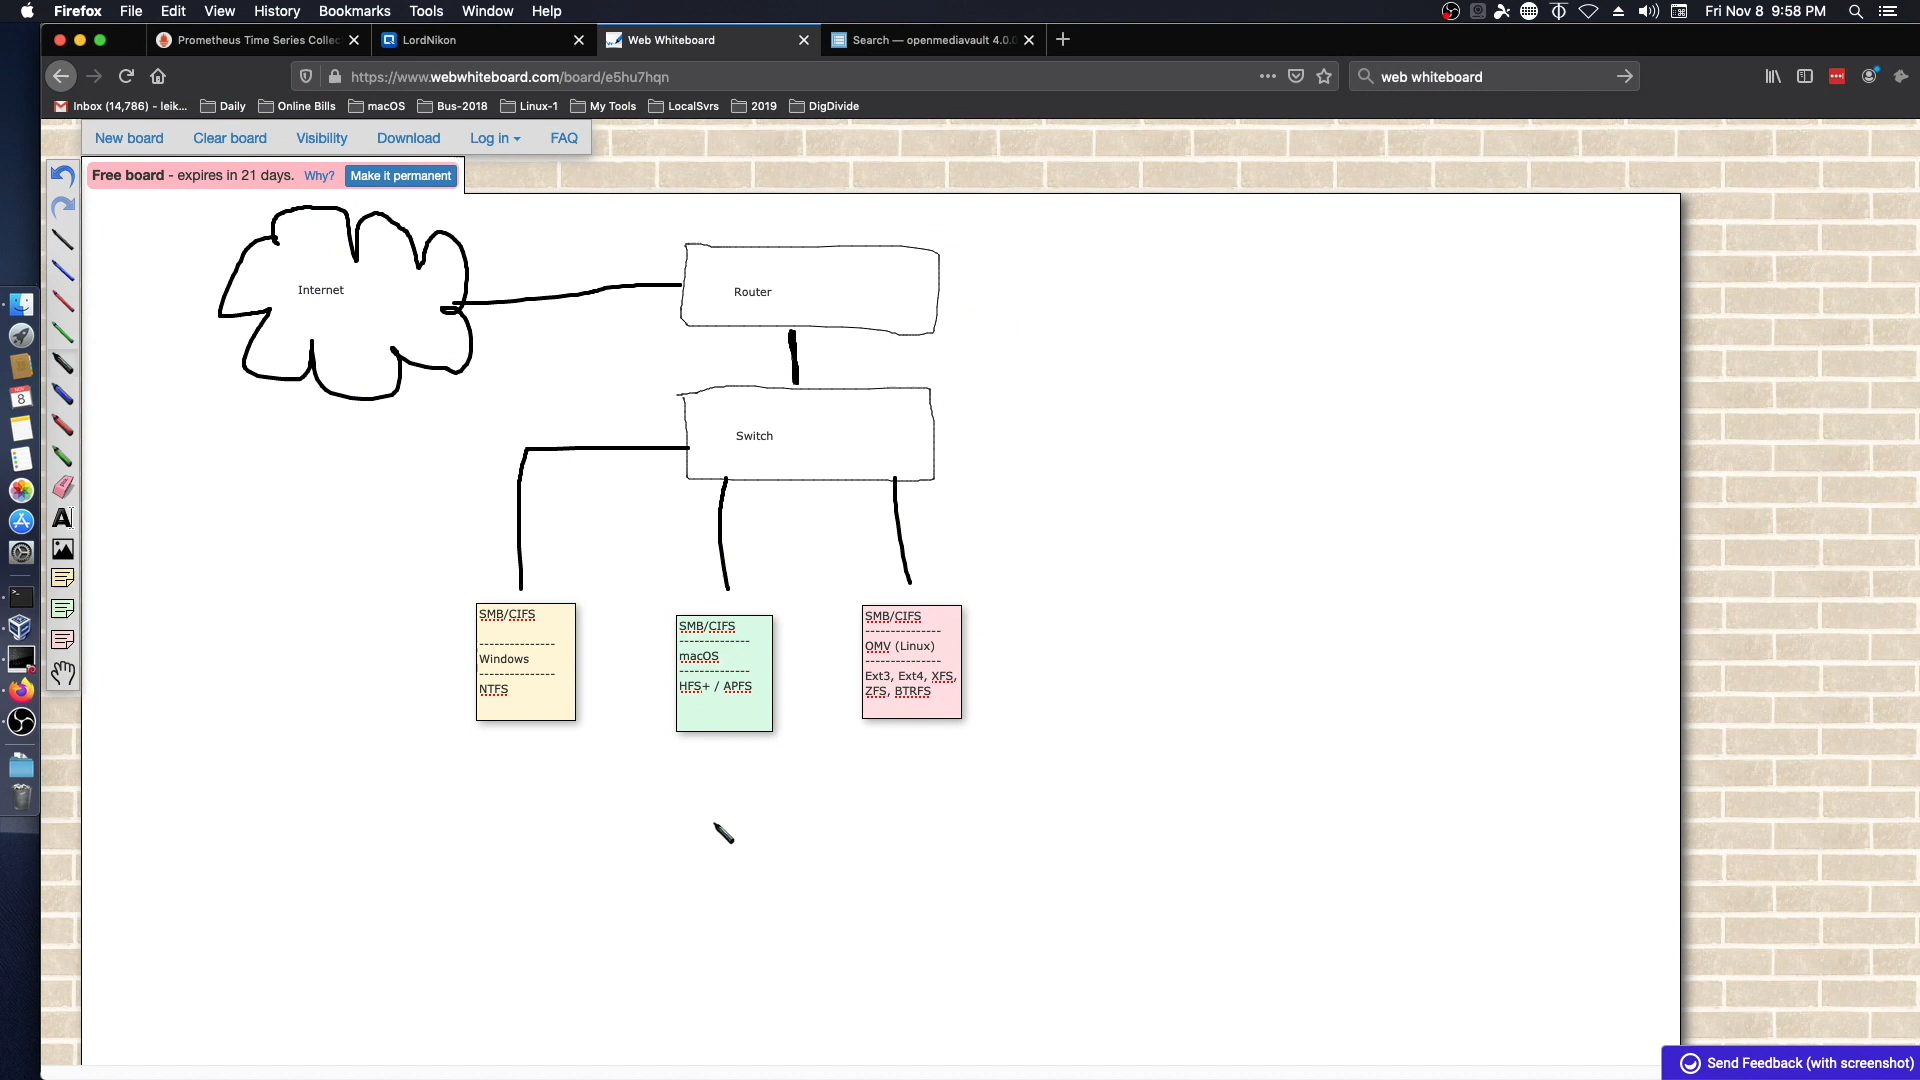 Firefox File Edit View History Bookmarks Tools Window Help
Fri Nov 8 9:58 PM
Prometheus Time Series Collec
LordNikon
Web Whiteboard
Search — openmediavault 4.0.0
https://www.webwhiteboard.com/board/e5hu7hqn
web whiteboard
Inbox (14,786) - leik...
Daily
Online Bills
macOS
Bus-2018
Linux-1
My Tools
LocalSvrs
2019
DigDivide
New board
Clear board
Visibility
Download
Log in
FAQ
Free board - expires in 21 days. Why? Make it permanent
Internet
Router
Switch
SMB/CIFS
--------------
Windows
--------------
NTFS
SMB/CIFS
-------------
macOS
-------------
HFS+ / APFS
SMB/CIFS
--------------
OMV (Linux)
--------------
Ext3, Ext4, XFS,
ZFS, BTRFS
NOV
8
A
Send Feedback (with screenshot)